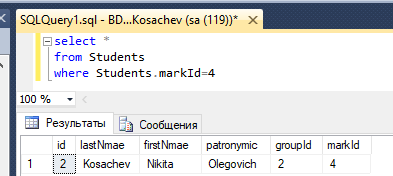 SQLQuery1.sql - BD...Kosachev (sa (119))*
select *
from Students
where Students.markId=4
100 %
Результаты Сообщения
id lastNmae firstNmae patronymic groupId markId
1 2 Kosachev Nikita Olegovich 2 4